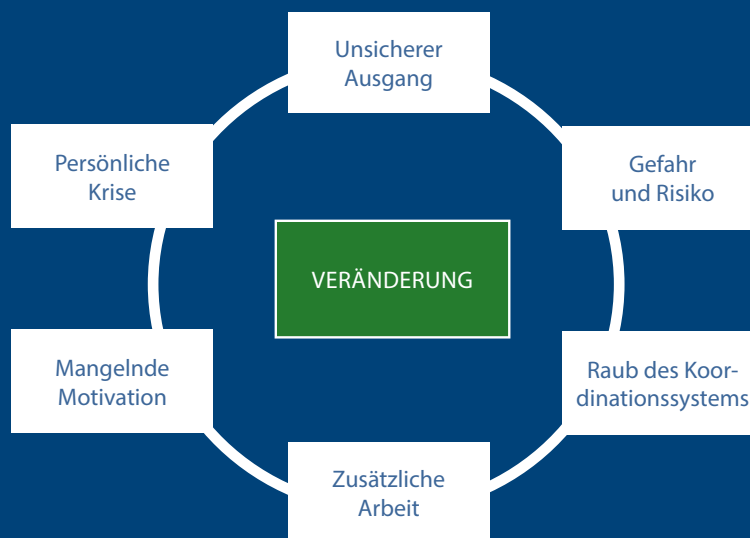 Unsicherer
Ausgang
Persönliche
Krise
Gefahr
und Risiko
VERÄNDERUNG
Mangelnde
Motivation
Raub des Koor-
dinationssystems
Zusätzliche
Arbeit